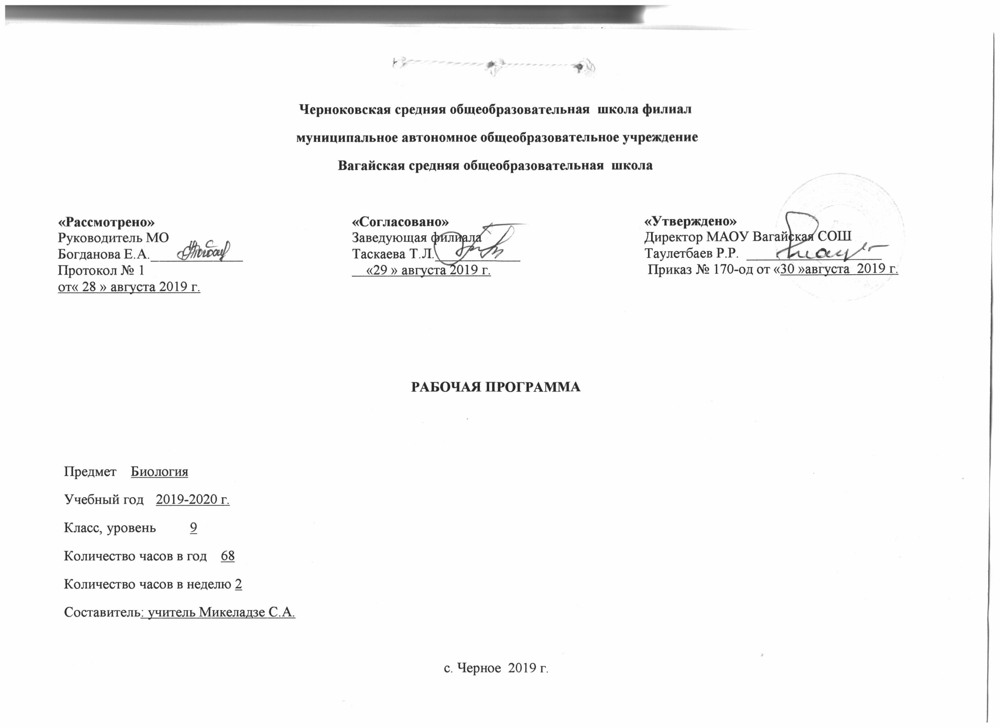 Черноковская средняя общеобразовательная школа филиал
муниципальное автономное общеобразовательное учреждение
Вагайская средняя общеобразовательная школа
«Рассмотрено»
Руководитель МО
Богданова Е.А.
Протокол № 1
от« 28 » августа 2019 г.
«Согласовано»
Заведующая филиала
Таскаева Т.Л.
«29 » августа 2019 г.
«Утверждено»
Директор МАОУ Вагайская СОШ
Таулетбаев Р.Р.
Приказ № 170-од от «30 »августа 2019 г.
РАБОЧАЯ ПРОГРАММА
Предмет Биология
Учебный год 2019-2020 г.
Класс, уровень 9
Количество часов в год 68
Количество часов в неделю 2
Составитель: учитель Микеладзе С.А.
с. Черное 2019 г.